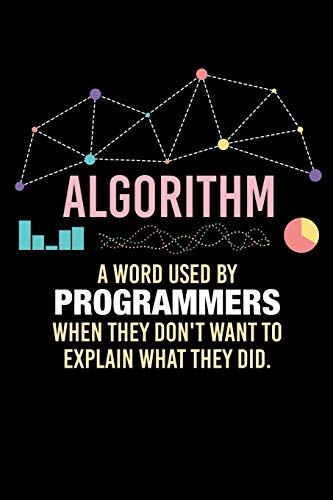 ALGORITHM
A WORD USED BY
PROGRAMMERS
WHEN THEY DON'T WANT TO
EXPLAIN WHAT THEY DID.